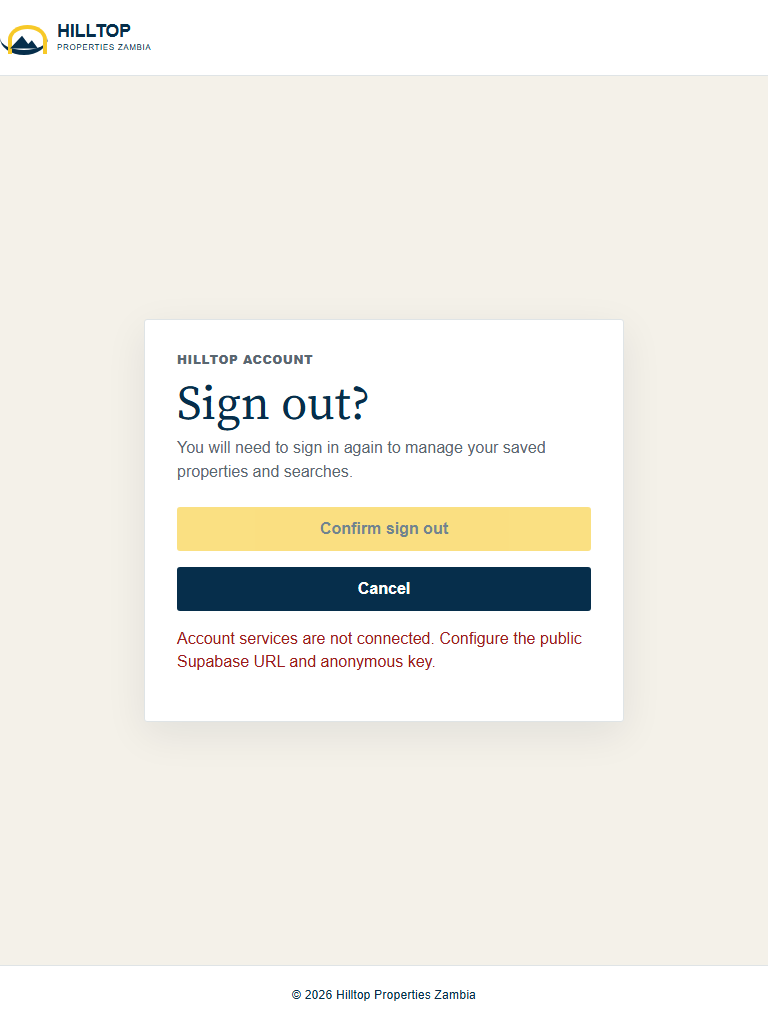 HILLTOP
PROPERTIES ZAMBIA
HILLTOP ACCOUNT
Sign out?
You will need to sign in again to manage your saved
properties and searches.
Confirm sign out
Cancel
Account services are not connected. Configure the public
Supabase URL and anonymous key.
© 2026 Hilltop Properties Zambia